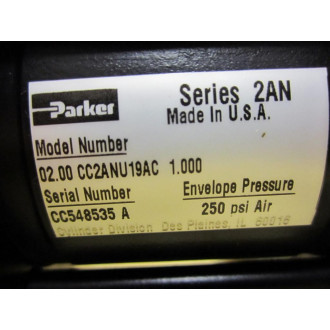 Parker
Series 2AN
Made In U.S.A.
Model Number
02.00 CC2ANU19AC 1.000
Serial Number
Envelope Pressure
CC548535 A
250 psi Air
Cylinder Division Des Plaines, IL 60016